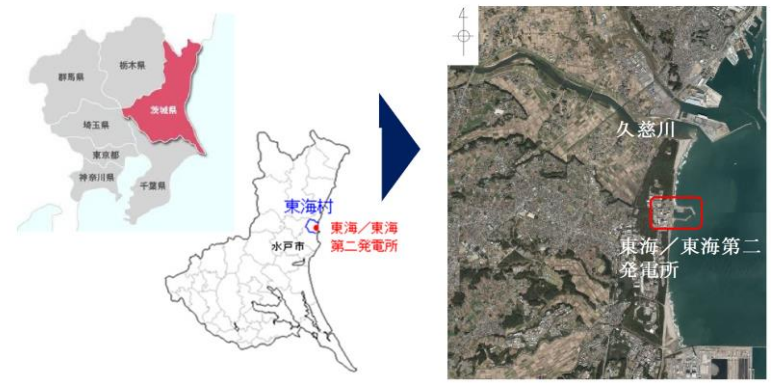 群馬県
栃木県
茨城県
埼玉県
東京都
神奈川県
千葉県
東海村
東海/東海
第二発電所
水戸市
4
久慈川
東海/東海第二
発電所